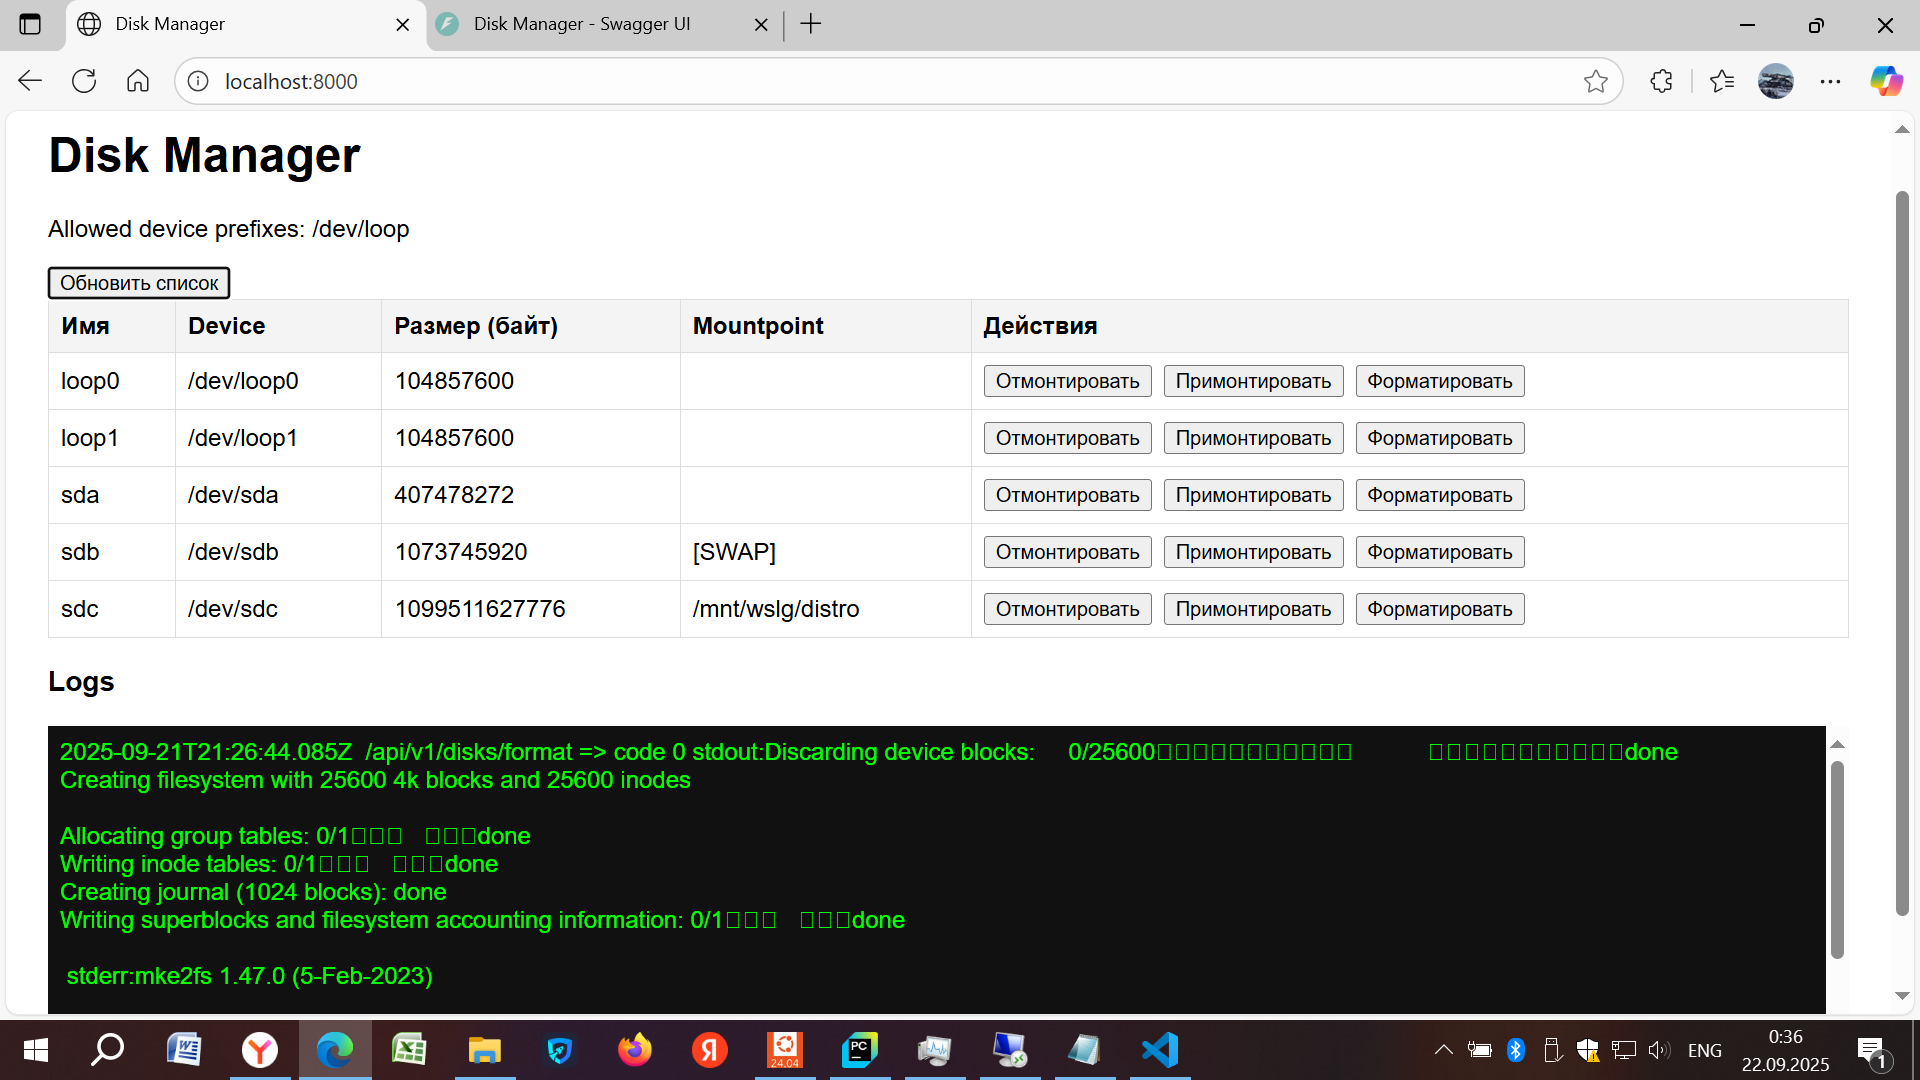 Disk Manager
Disk Manager - Swagger UI
localhost:8000
Disk Manager
Allowed device prefixes: /dev/loop
Обновить список
Имя Device Размер (байт) Mountpoint Действия
loop0 /dev/loop0 104857600 Отмонтировать Примонтировать Форматировать
loop1 /dev/loop1 104857600 Отмонтировать Примонтировать Форматировать
sda /dev/sda 407478272 Отмонтировать Примонтировать Форматировать
sdb /dev/sdb 1073745920 [SWAP] Отмонтировать Примонтировать Форматировать
sdc /dev/sdc 1099511627776 /mnt/wslg/distro Отмонтировать Примонтировать Форматировать
Logs
2025-09-21T21:26:44.085Z /api/v1/disks/format => code 0 stdout:Discarding device blocks: 0/25600□□□□□□□□□□□ □□□□□□□□□□□done
Creating filesystem with 25600 4k blocks and 25600 inodes
Allocating group tables: 0/1□□□ □□□done
Writing inode tables: 0/1□□□ □□□done
Creating journal (1024 blocks): done
Writing superblocks and filesystem accounting information: 0/1□□□ □□□done
stderr:mke2fs 1.47.0 (5-Feb-2023)
24.04
PC
ENG
0:36
22.09.2025
1